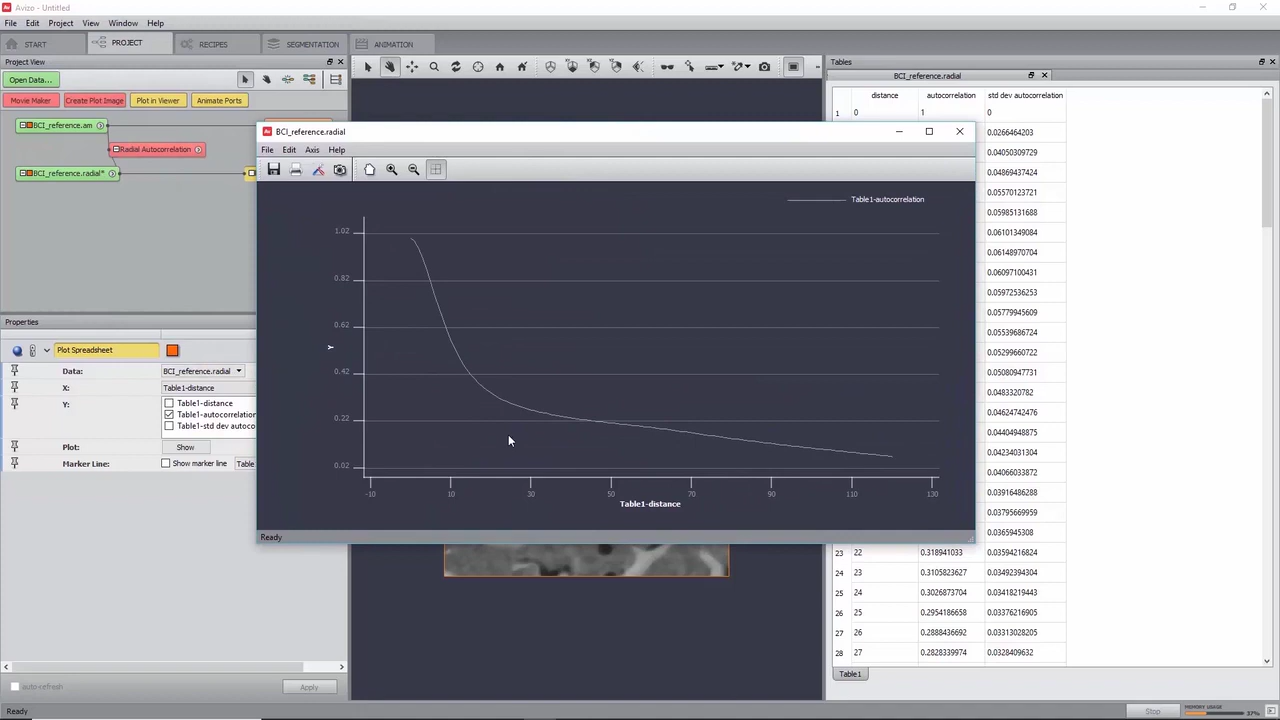 Avizo - Untitled
File Edit Project View Window Help
START PROJECT RECIPES SEGMENTATION ANIMATION
Project View
Open Data...
Movie Maker Create Plot Image Plot in Viewer Animate Ports
BCI_reference.am
Radial Autocorrelation
BCI_reference.radial*
Properties
Plot Spreadsheet
Data: BCI_reference.radial
X: Table1-distance
Y: Table1-distance
Table1-autocorrelation
Table1-std dev autoco
Plot: Show
Marker Line: Show marker line Table
auto-refresh Apply
Ready
BCI_reference.radial
File Edit Axis Help
Table1-autocorrelation
1.02
0.82
0.62
Y
0.42
0.22
0.02
-10 10 30 50 70 90 110 130
Table1-distance
Ready
Tables
BCI_reference.radial
distance autocorrelation std dev autocorrelation
1 0 1 0
0.0266464203
0.04050309729
0.04869437424
0.05570123721
0.05985131688
0.06101349084
0.06148970704
0.06097100431
0.05972536253
0.05779945609
0.05539686724
0.05299660722
0.05080947731
0.0483320782
0.04624742476
0.04404948875
0.04234031304
0.04066033872
0.03916486288
0.03795669959
0.0365945308
23 22 0.318941033 0.03594216824
24 23 0.3105823627 0.03492394304
25 24 0.3026873704 0.03418219443
26 25 0.2954186658 0.03376216905
27 26 0.2888436692 0.03313028205
28 27 0.2828339974 0.0328409632
Table1
Stop MEMORY USAGE 37%